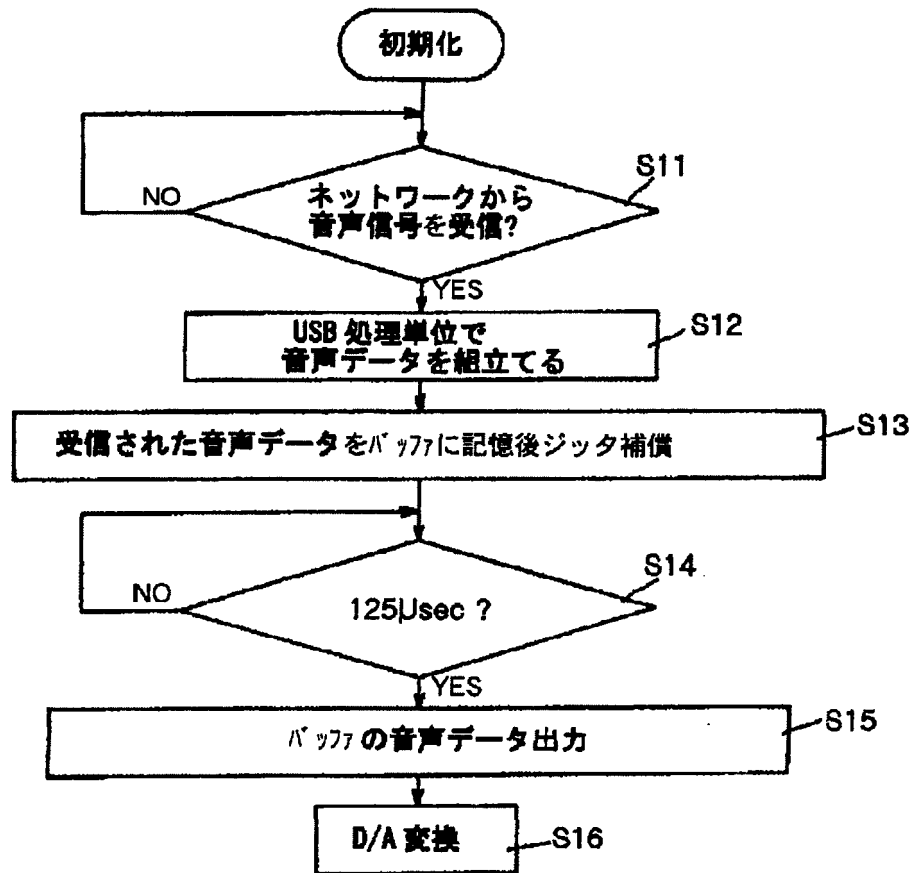 初期化
S11
NO
ネットワークから
音声信号を受信?
YES
USB 処理単位で
音声データを組立てる
S12
受信された音声データをバッファに記憶後ジッタ補償
S13
S14
NO
125μsec ?
YES
バッファの音声データ出力
S15
D/A 変換
S16